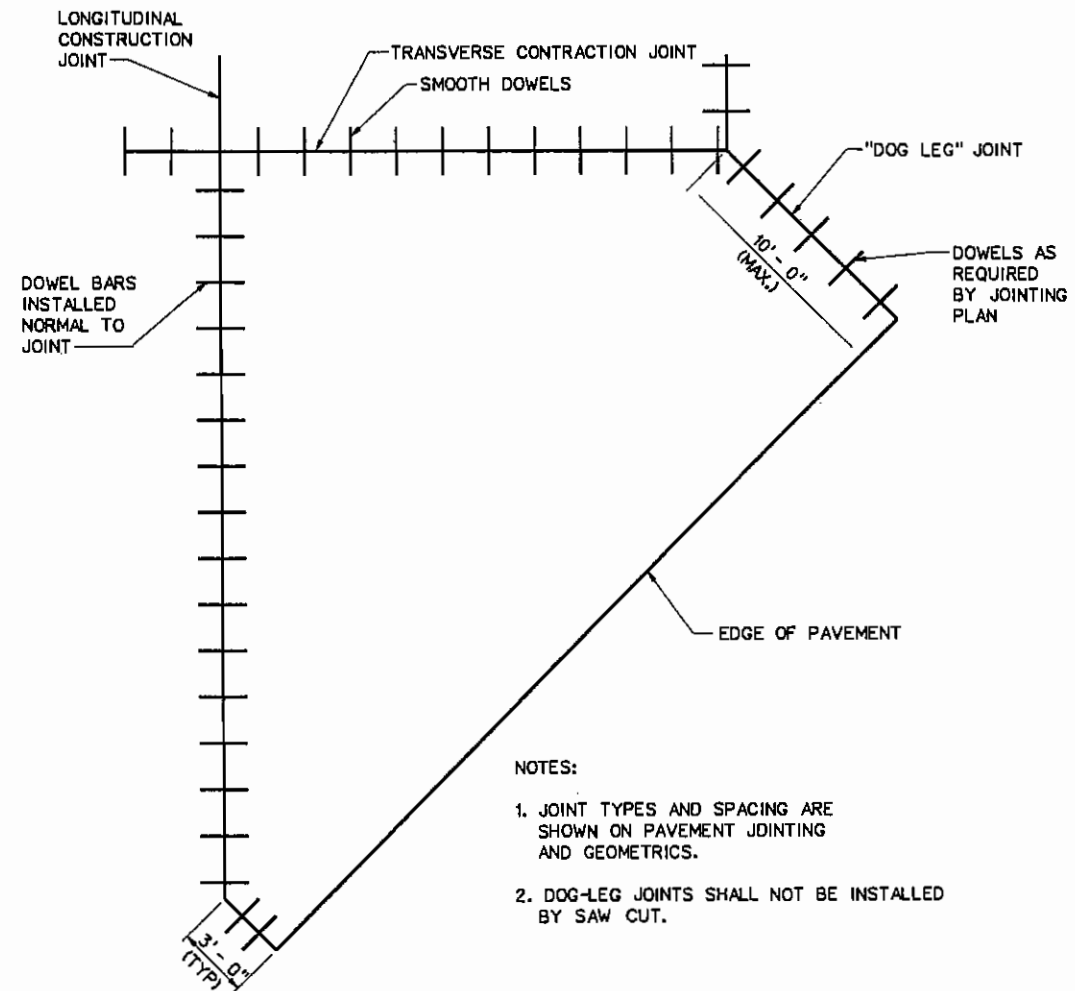 LONGITUDINAL
CONSTRUCTION
JOINT
TRANSVERSE CONTRACTION JOINT
SMOOTH DOWELS
"DOG LEG" JOINT
10' - 0"
(MAX.)
DOWELS AS
REQUIRED
BY JOINTING
PLAN
DOWEL BARS
INSTALLED
NORMAL TO
JOINT
EDGE OF PAVEMENT
NOTES:
1. JOINT TYPES AND SPACING ARE
SHOWN ON PAVEMENT JOINTING
AND GEOMETRICS.
2. DOG-LEG JOINTS SHALL NOT BE INSTALLED
BY SAW CUT.
3' - 0"
(TYP)